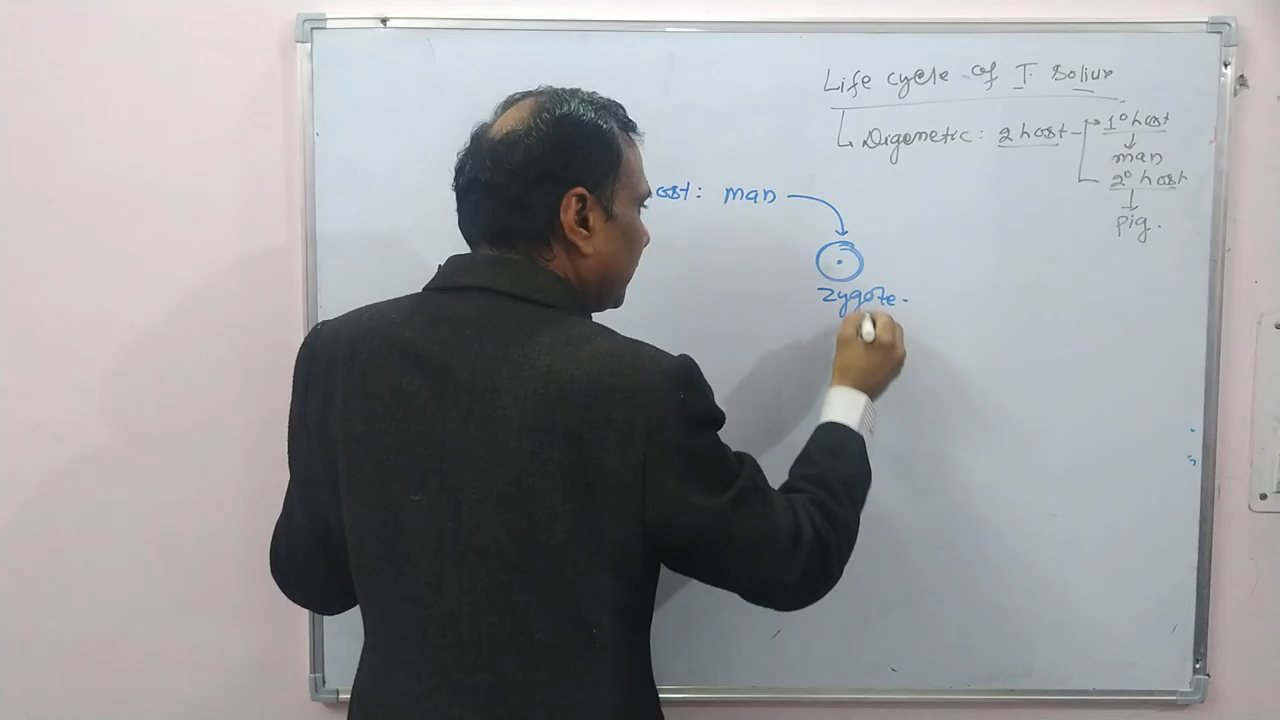 Life cycle of T. Solium
Digenetic: 2 host
1° host
man
2° host
pig.
ost: man
zygote.